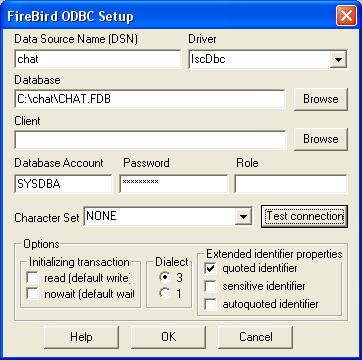 FireBird ODBC Setup
Data Source Name (DSN) Driver
chat IscDbc
Database
C:\chat\CHAT.FDB Browse
Client
Browse
Database Account Password Role
SYSDBA *********
Character Set NONE Test connection
Options
Initializing transaction Dialect Extended identifier properties
read (default write) 3 quoted identifier
nowait (default wait 1 sensitive identifier
autoquoted identifier
Help OK Cancel